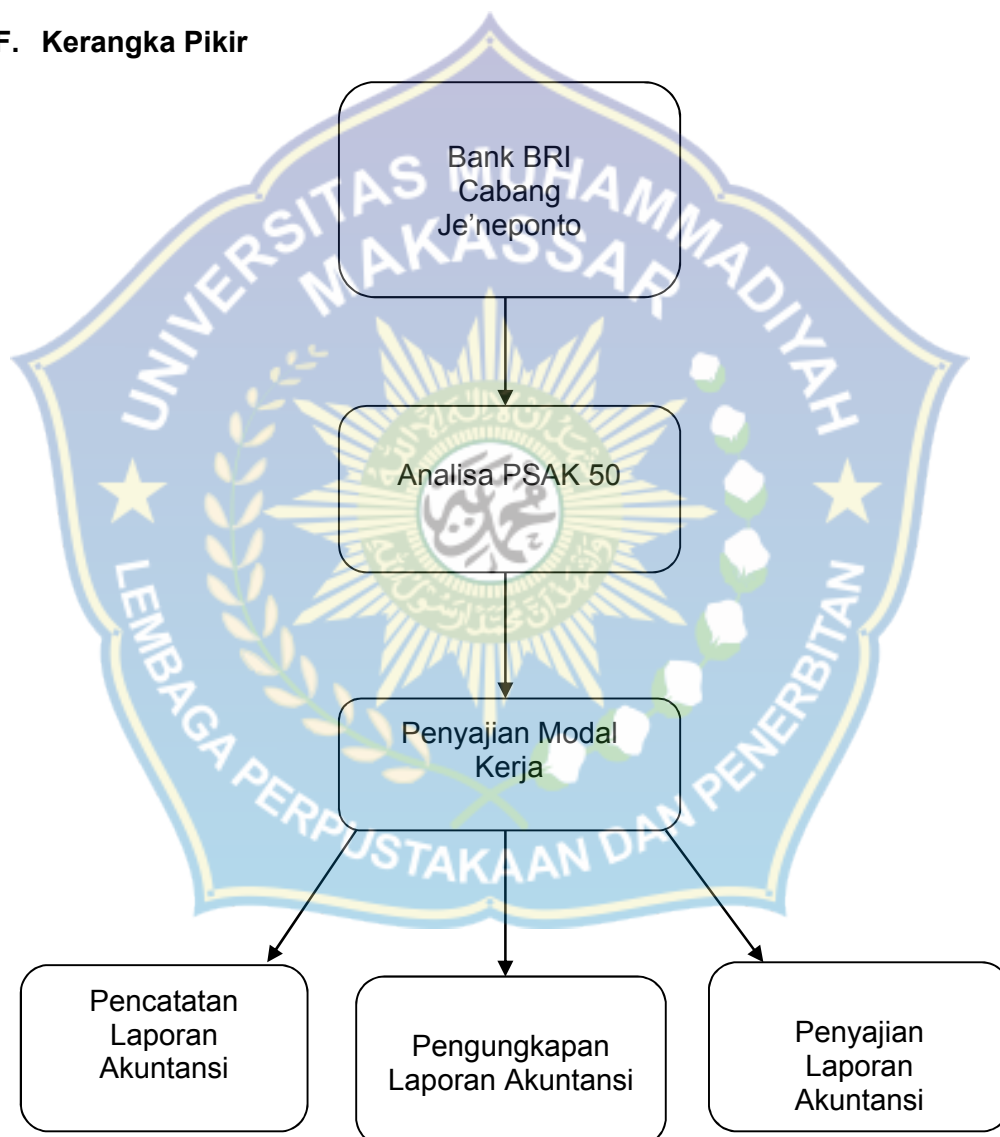 F. Kerangka Pikir
Bank BRI
Cabang
Je’neponto
UNIVERSITAS MUHAMMADIYAH
MAKASSAR
Analisa PSAK 50
Penyajian Modal
Kerja
LEMBAGA PERPUSTAKAAN DAN PENERBITAN
Pencatatan
Laporan
Akuntansi
Pengungkapan
Laporan Akuntansi
Penyajian
Laporan
Akuntansi